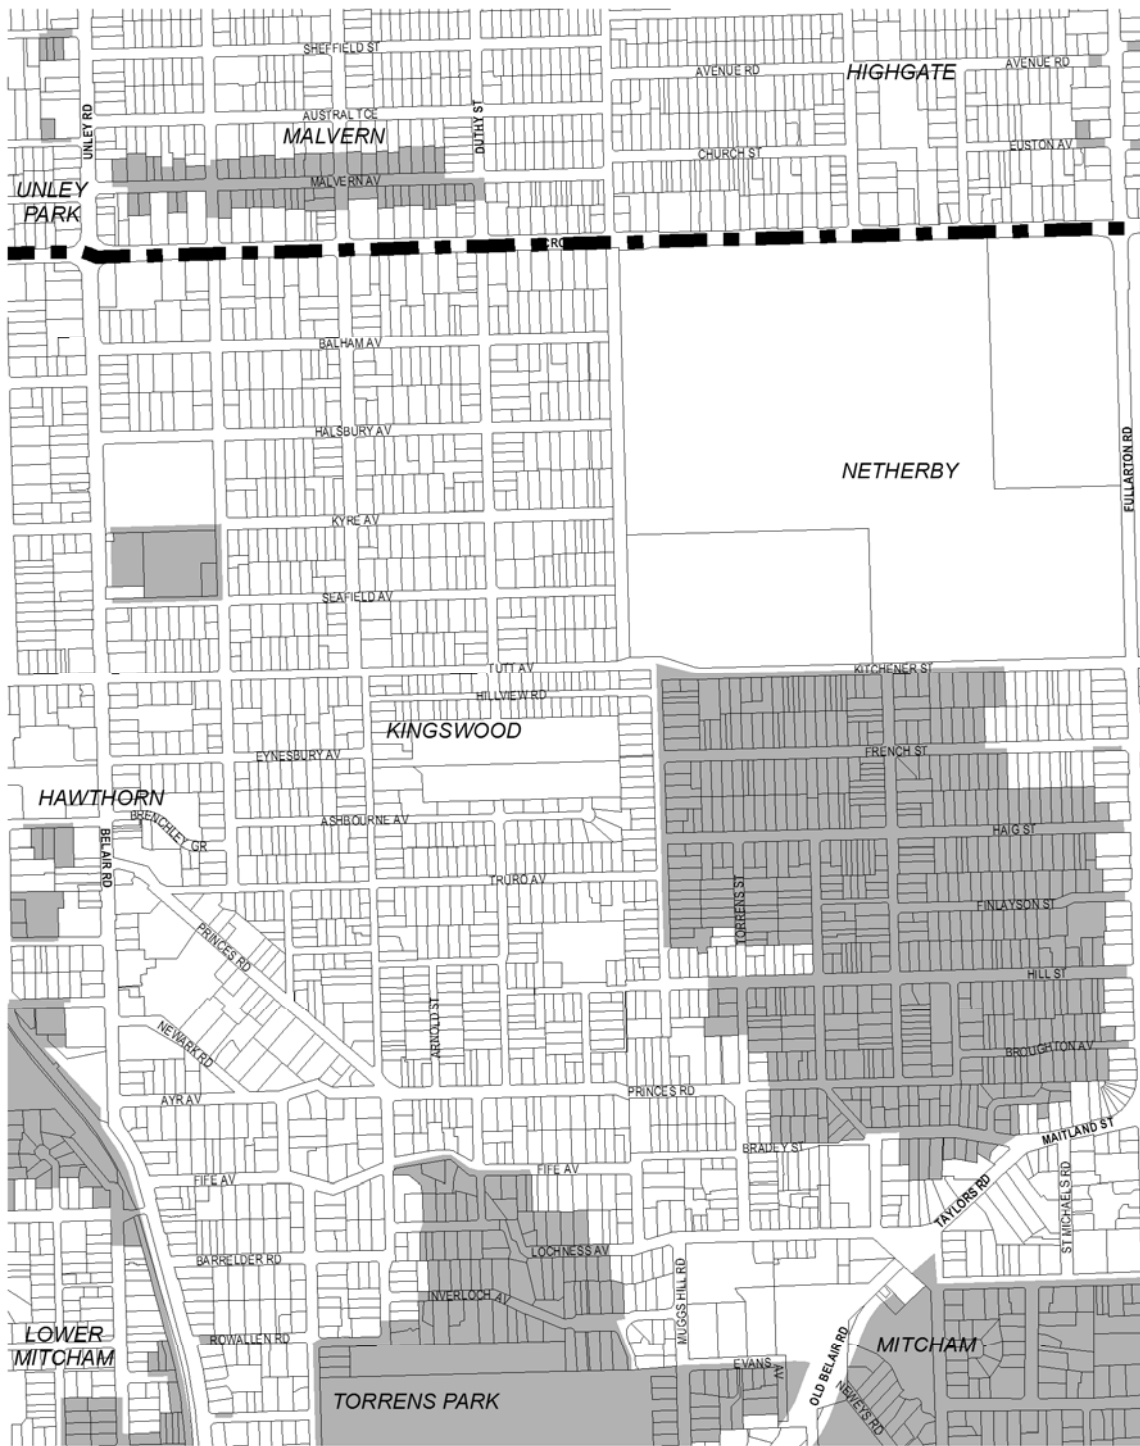 SHEFFIELD ST
AVENUE RD
AVENUE RD
HIGHGATE
UNLEY RD
AUSTRAL TCE
DUTHY ST
MALVERN
EUSTON AV
CHURCH ST
MALVERN AV
UNLEY
PARK
BALHAM AV
HALSBURY AV
FULLARTON RD
NETHERBY
KYRE AV
SEAFIELD AV
TUTT AV
KITCHENER ST
HILLVIEW RD
KINGSWOOD
EYNESBURY AV
FRENCH ST
HAWTHORN
BRENCHLEY GR
ASHBOURNE AV
HAIG ST
BELAIR RD
TRURO AV
TORRENS ST
FINLAYSON ST
PRINCES RD
HILL ST
ARNOLD ST
NEWARK RD
BROUGHTON AV
PRINCES RD
AYR AV
MAITLAND ST
BRADEY ST
FIFE AV
FIFE AV
TAYLORS RD
ST MICHAELS RD
LOCHNESS AV
BARRELDER RD
INVERLOCH AV
MUGGS HILL RD
LOWER
MITCHAM
ROWALLEN RD
MITCHAM
EVANS AV
OLD BELAIR RD
NEWEYS RD
TORRENS PARK